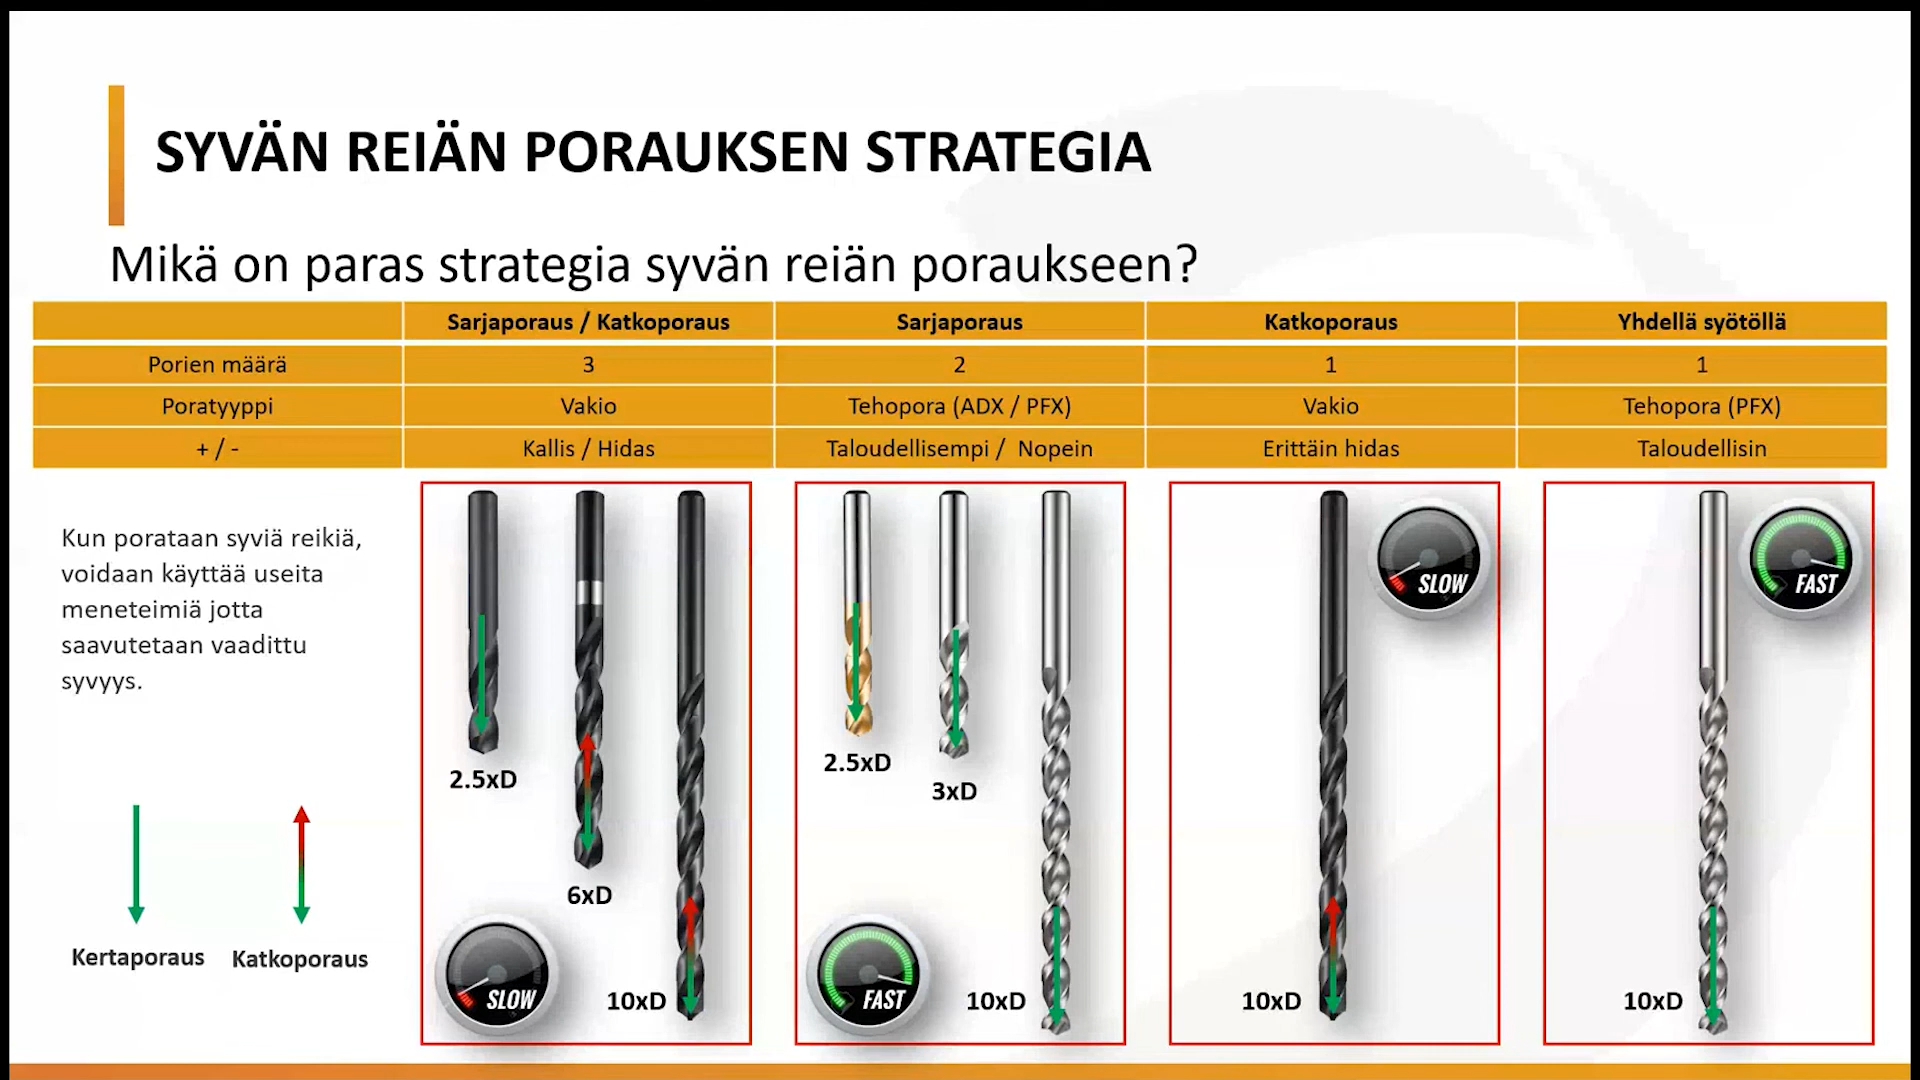 SYVÄN REIÄN PORAUKSEN STRATEGIA
Mikä on paras strategia syvän reiän poraukseen?
Sarjaporaus / Katkoporaus Sarjaporaus Katkoporaus Yhdellä syötöllä
Porien määrä 3 2 1 1
Poratyyppi Vakio Tehopora (ADX / PFX) Vakio Tehopora (PFX)
+ / - Kallis / Hidas Taloudellisempi / Nopein Erittäin hidas Taloudellisin
Kun porataan syviä reikiä,
voidaan käyttää useita
meneteimiä jotta
saavutetaan vaadittu
syvyys.
Kertaporaus Katkoporaus
2.5xD
6xD
10xD
SLOW
2.5xD
3xD
10xD
FAST
SLOW
10xD
FAST
10xD